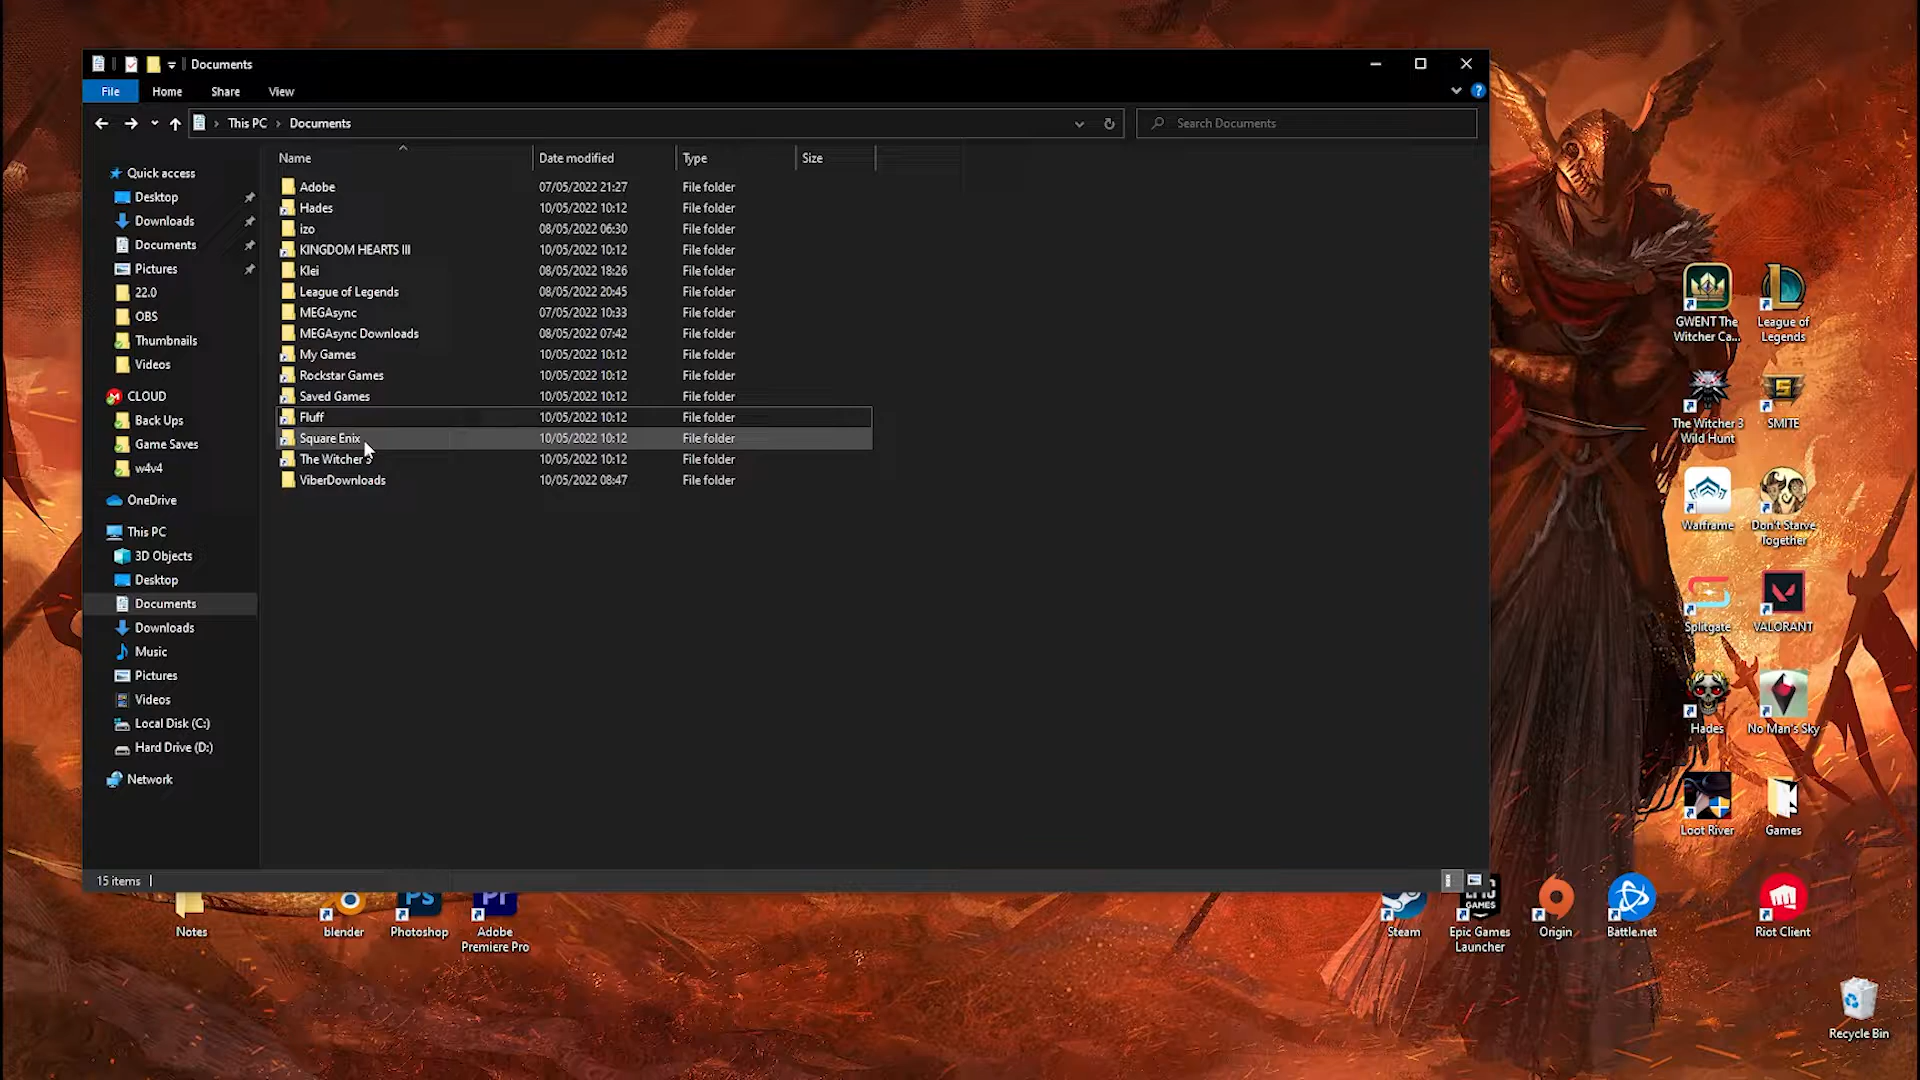 Documents
File Home Share View
This PC > Documents
Search Documents
Name Date modified Type Size
Quick access
Desktop
Downloads
Documents
Pictures
22.0
OBS
Thumbnails
Videos
CLOUD
Back Ups
Game Saves
w4v4
OneDrive
This PC
3D Objects
Desktop
Documents
Downloads
Music
Pictures
Videos
Local Disk (C:)
Hard Drive (D:)
Network
Adobe 07/05/2022 21:27 File folder
Hades 10/05/2022 10:12 File folder
izo 08/05/2022 06:30 File folder
KINGDOM HEARTS III 10/05/2022 10:12 File folder
Klei 08/05/2022 18:26 File folder
League of Legends 08/05/2022 20:45 File folder
MEGAsync 07/05/2022 10:33 File folder
MEGAsync Downloads 08/05/2022 07:42 File folder
My Games 10/05/2022 10:12 File folder
Rockstar Games 10/05/2022 10:12 File folder
Saved Games 10/05/2022 10:12 File folder
Fluff 10/05/2022 10:12 File folder
Square Enix 10/05/2022 10:12 File folder
The Witcher 3 10/05/2022 10:12 File folder
ViberDownloads 10/05/2022 08:47 File folder
15 items
GWENT The
Witcher Ca...
League of
Legends
The Witcher 3
Wild Hunt
SMITE
Warframe
Don't Starve
Together
Splitgate
VALORANT
Hades
No Man's Sky
Loot River
Games
Notes
blender
Ps
Photoshop
Pr
Adobe
Premiere Pro
Steam
EPIC
GAMES
Epic Games
Launcher
Origin
Battle.net
Riot Client
Recycle Bin